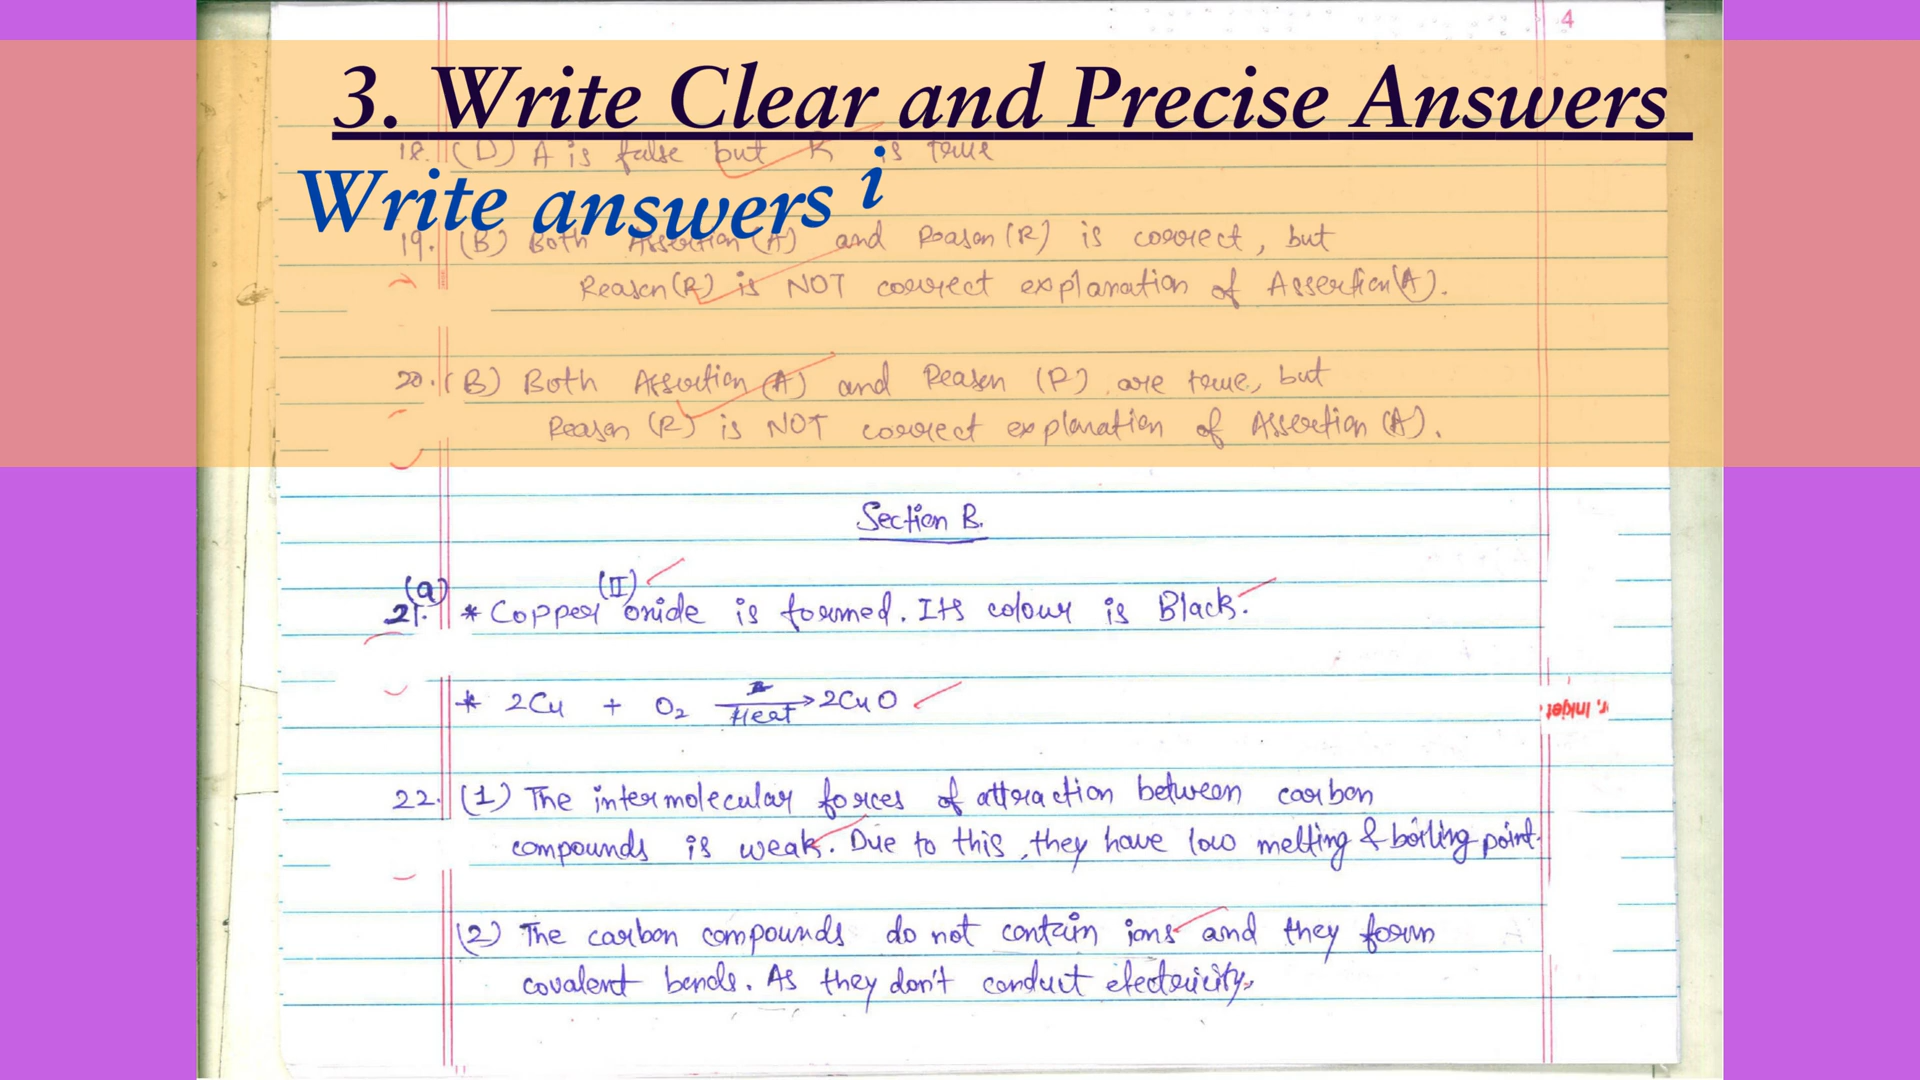 4
3. Write Clear and Precise Answers
18. (D) A is false but R is true
Write answers i
19. (B) Both Assertion (A) and Reason (R) is correct, but
Reason (R) is NOT correct explanation of Assertion (A).
20. (B) Both Assertion (A) and Reason (R) are true, but
Reason (R) is NOT correct explanation of Assertion (A).
Section B.
(a) (II)
21. * Copper oxide is formed. Its colour is Black.
* 2Cu + O₂ ⟶ 2CuO
Heat
r. Inkjet
22. (1) The intermolecular forces of attraction between carbon
compounds is weak. Due to this, they have low melting & boiling point.
(2) The carbon compounds do not contain ions and they form
covalent bonds. As they don't conduct electricity.